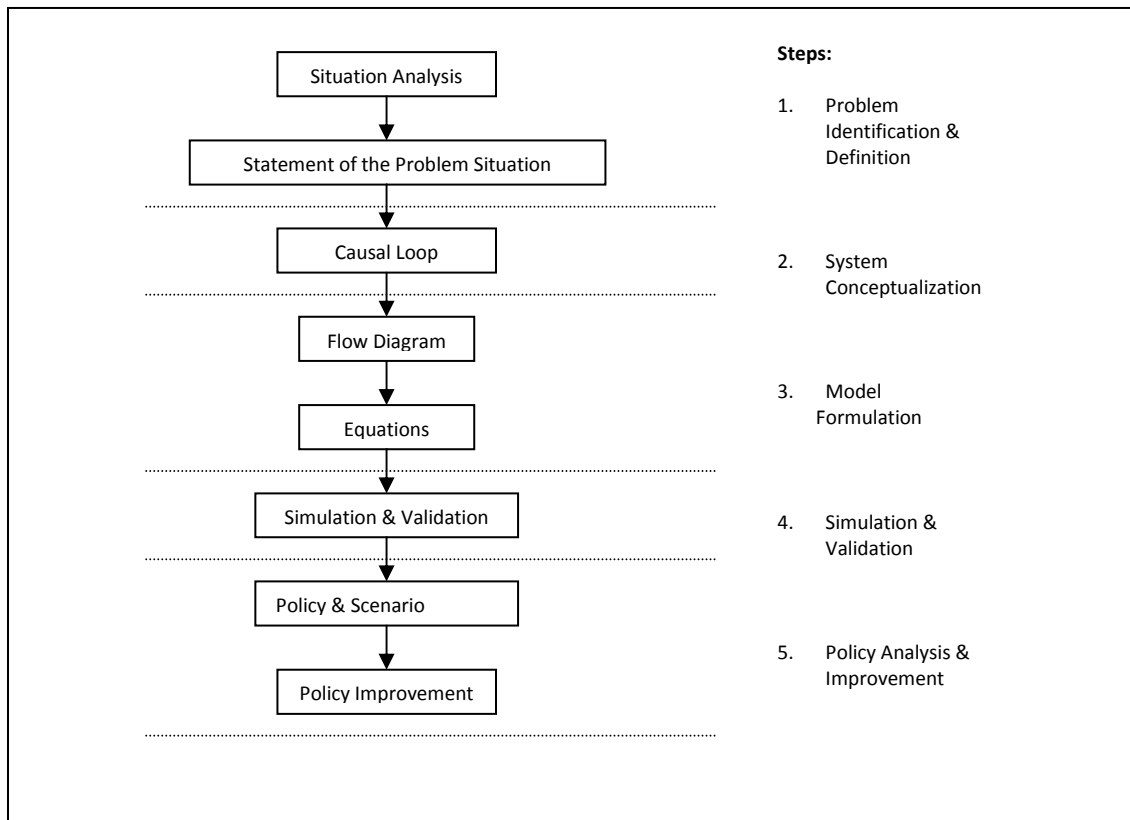 Situation Analysis
Statement of the Problem Situation
Causal Loop
Flow Diagram
Equations
Simulation & Validation
Policy & Scenario
Policy Improvement
Steps:
1. Problem
Identification &
Definition
2. System
Conceptualization
3. Model
Formulation
4. Simulation &
Validation
5. Policy Analysis &
Improvement